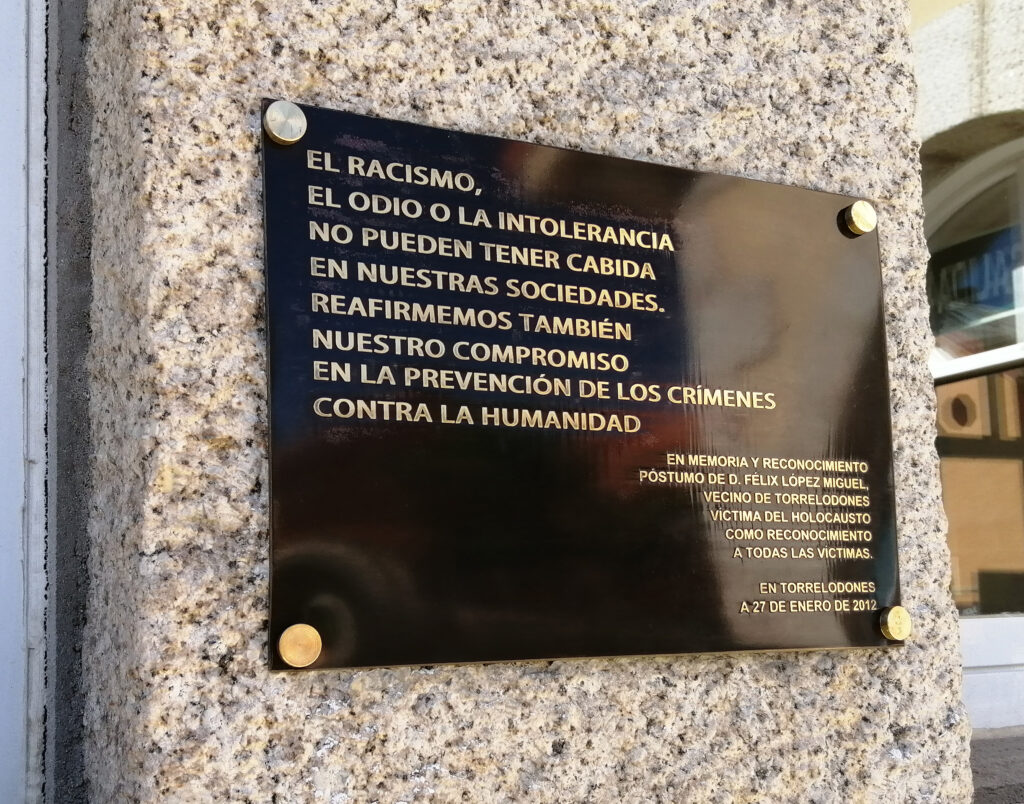 EL RACISMO,
EL ODIO O LA INTOLERANCIA
NO PUEDEN TENER CABIDA
EN NUESTRAS SOCIEDADES.
REAFIRMEMOS TAMBIÉN
NUESTRO COMPROMISO
EN LA PREVENCIÓN DE LOS CRÍMENES
CONTRA LA HUMANIDAD
EN MEMORIA Y RECONOCIMIENTO
PÓSTUMO DE D. FÉLIX LÓPEZ MIGUEL,
VECINO DE TORRELODONES
VÍCTIMA DEL HOLOCAUSTO
COMO RECONOCIMIENTO
A TODAS LAS VÍCTIMAS.
EN TORRELODONES
A 27 DE ENERO DE 2012